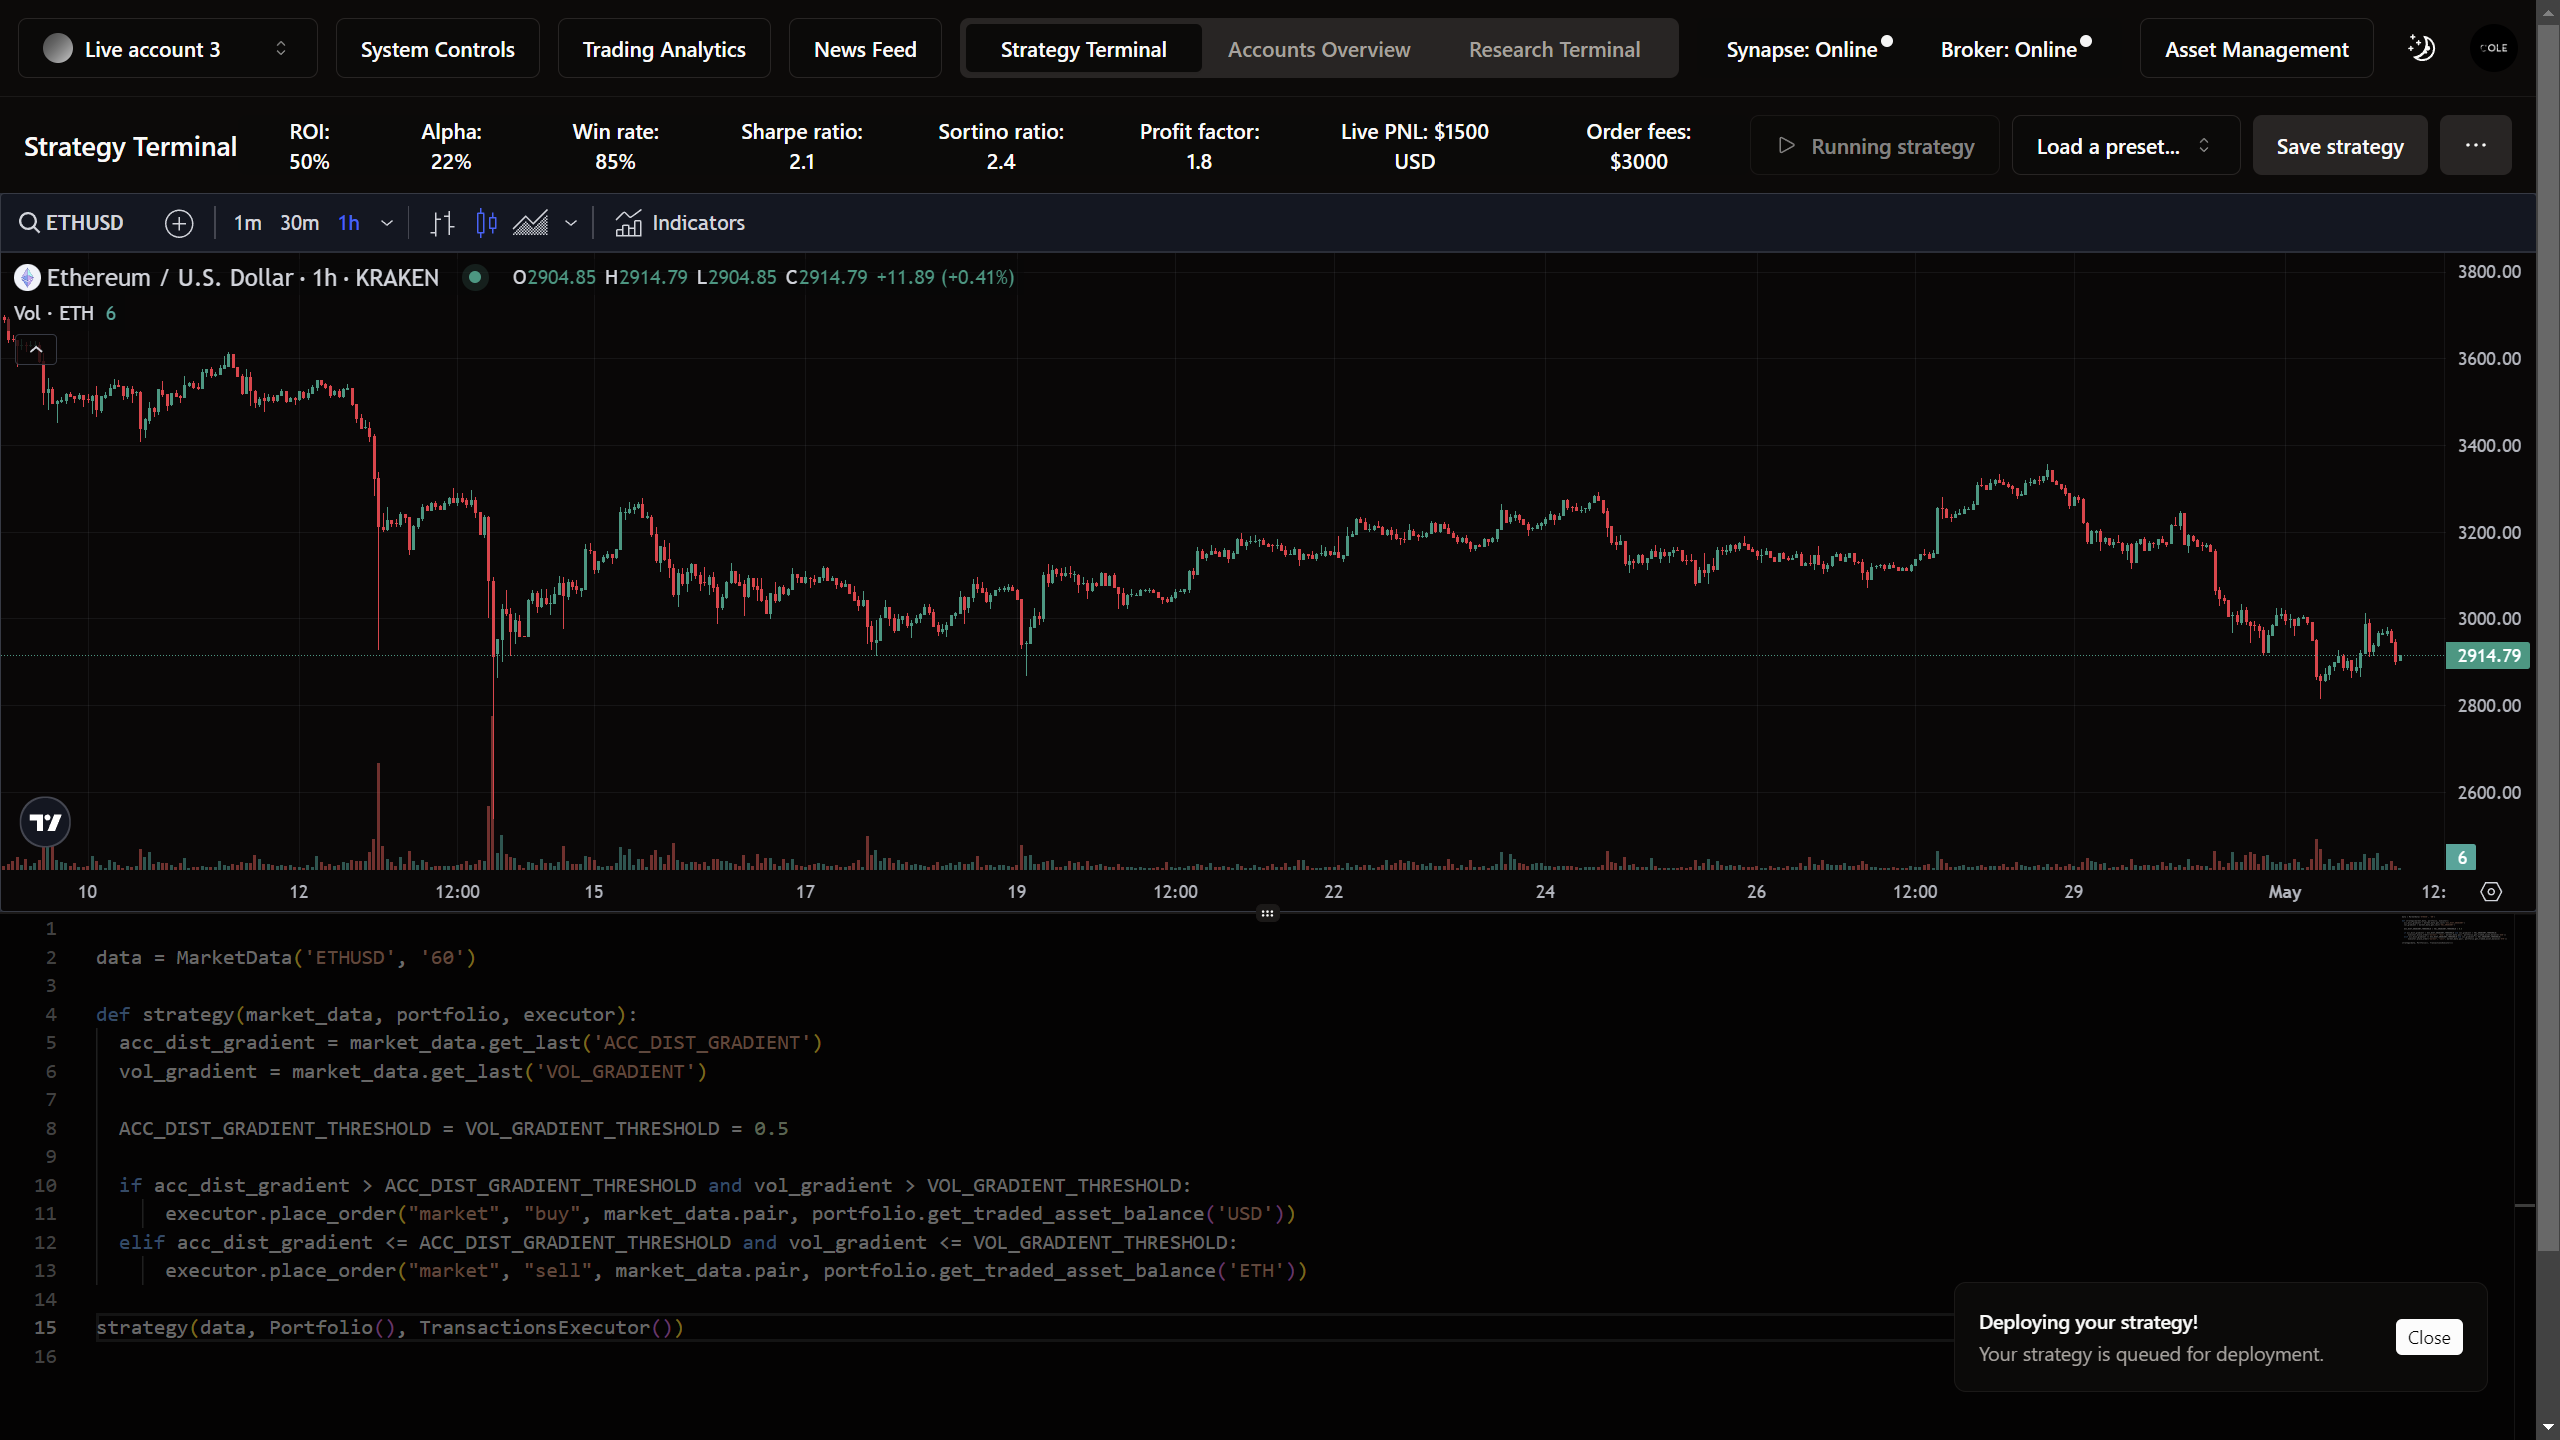 Live account 3
System Controls
Trading Analytics
News Feed
Strategy Terminal
Accounts Overview
Research Terminal
Synapse: Online
Broker: Online
Asset Management
COLE
Strategy Terminal
ROI:
50%
Alpha:
22%
Win rate:
85%
Sharpe ratio:
2.1
Sortino ratio:
2.4
Profit factor:
1.8
Live PNL: $1500
USD
Order fees:
$3000
Running strategy
Load a preset...
Save strategy
...
ETHUSD
1m 30m 1h
Indicators
Ethereum / U.S. Dollar · 1h · KRAKEN
O2904.85 H2914.79 L2904.85 C2914.79 +11.89 (+0.41%)
Vol · ETH 6
3800.00
3600.00
3400.00
3200.00
3000.00
2914.79
2800.00
2600.00
6
10 12 12:00 15 17 19 12:00 22 24 26 12:00 29 May 12:
1
2 data = MarketData('ETHUSD', '60')
3
4 def strategy(market_data, portfolio, executor):
5 acc_dist_gradient = market_data.get_last('ACC_DIST_GRADIENT')
6 vol_gradient = market_data.get_last('VOL_GRADIENT')
7
8 ACC_DIST_GRADIENT_THRESHOLD = VOL_GRADIENT_THRESHOLD = 0.5
9
10 if acc_dist_gradient > ACC_DIST_GRADIENT_THRESHOLD and vol_gradient > VOL_GRADIENT_THRESHOLD:
11 executor.place_order("market", "buy", market_data.pair, portfolio.get_traded_asset_balance('USD'))
12 elif acc_dist_gradient <= ACC_DIST_GRADIENT_THRESHOLD and vol_gradient <= VOL_GRADIENT_THRESHOLD:
13 executor.place_order("market", "sell", market_data.pair, portfolio.get_traded_asset_balance('ETH'))
14
15 strategy(data, Portfolio(), TransactionsExecutor())
16
Deploying your strategy!
Your strategy is queued for deployment.
Close